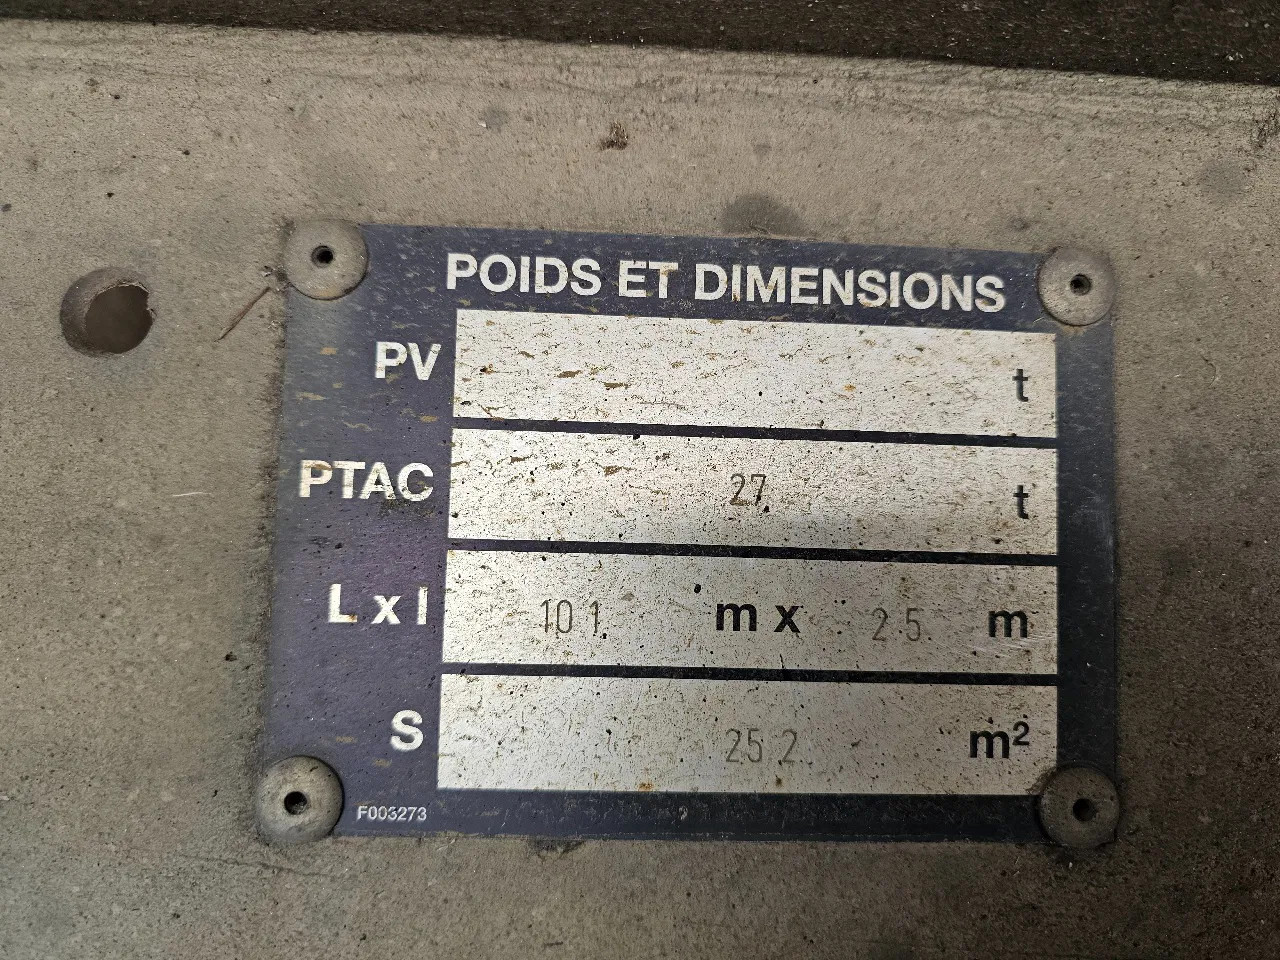 POIDS ET DIMENSIONS
PV t
PTAC 27 t
L x l 10 1 m x 2 5 m
S 25 2 m²
F003273